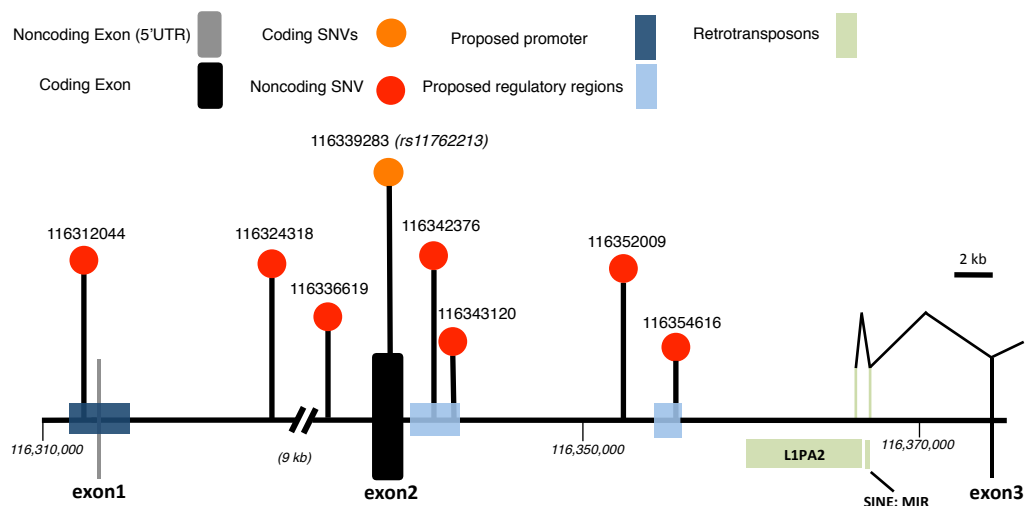 Noncoding Exon (5'UTR)
Coding SNVs
Proposed promoter
Retrotransposons
Coding Exon
Noncoding SNV
Proposed regulatory regions
116339283 (rs11762213)
116312044
116324318
116342376
116352009
2 kb
116336619
116343120
116354616
116,310,000
(9 kb)
116,350,000
116,370,000
L1PA2
exon1
exon2
exon3
SINE: MIR